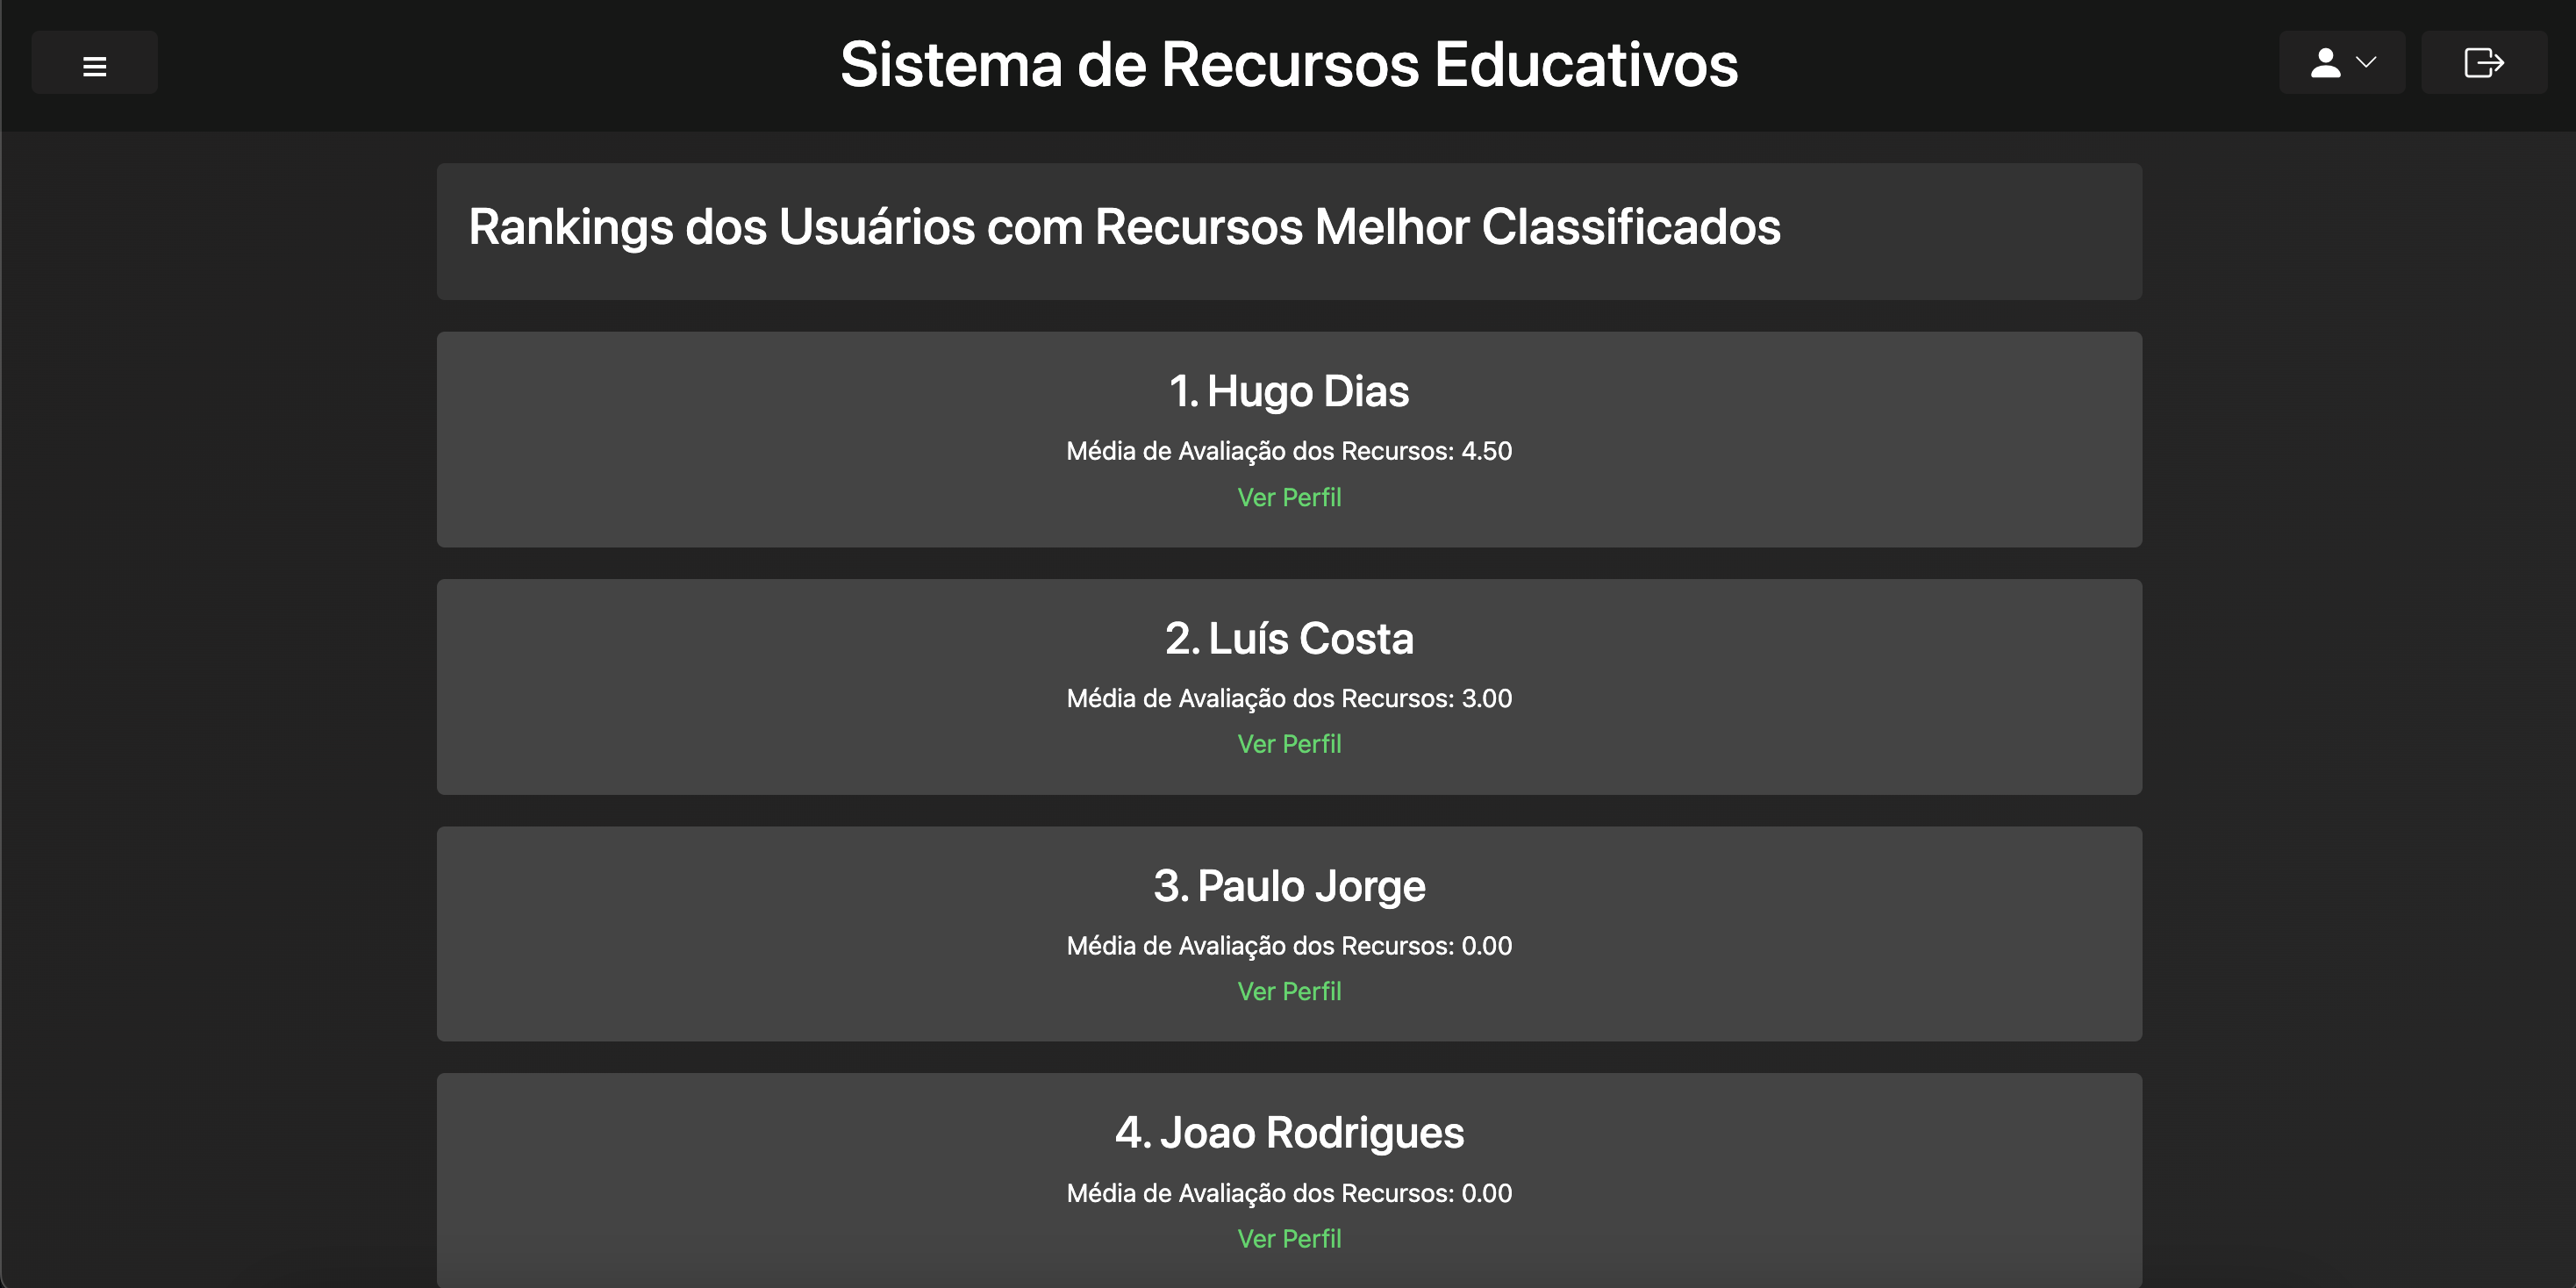 Sistema de Recursos Educativos
Rankings dos Usuários com Recursos Melhor Classificados
1. Hugo Dias
Média de Avaliação dos Recursos: 4.50
Ver Perfil
2. Luís Costa
Média de Avaliação dos Recursos: 3.00
Ver Perfil
3. Paulo Jorge
Média de Avaliação dos Recursos: 0.00
Ver Perfil
4. Joao Rodrigues
Média de Avaliação dos Recursos: 0.00
Ver Perfil